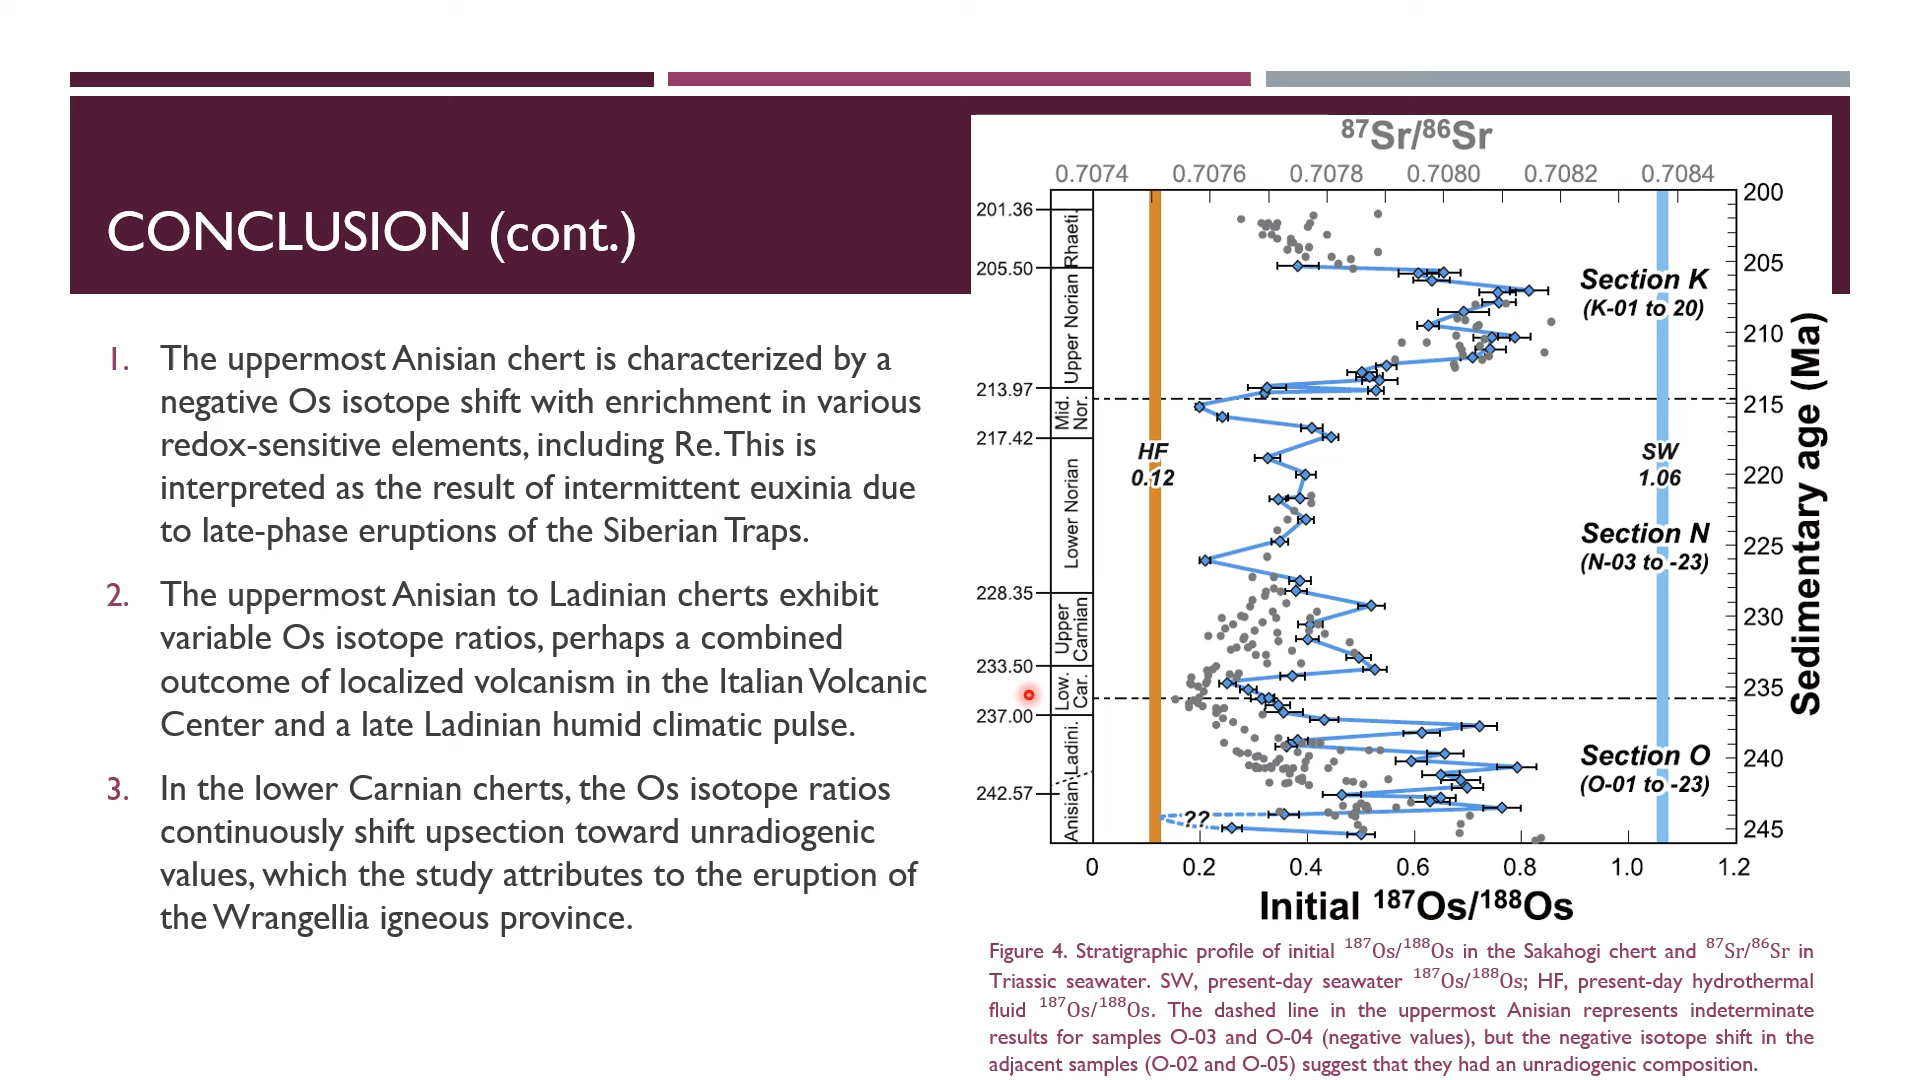 CONCLUSION (cont.)
1. The uppermost Anisian chert is characterized by a
negative Os isotope shift with enrichment in various
redox-sensitive elements, including Re. This is
interpreted as the result of intermittent euxinia due
to late-phase eruptions of the Siberian Traps.
2. The uppermost Anisian to Ladinian cherts exhibit
variable Os isotope ratios, perhaps a combined
outcome of localized volcanism in the Italian Volcanic
Center and a late Ladinian humid climatic pulse.
3. In the lower Carnian cherts, the Os isotope ratios
continuously shift upsection toward unradiogenic
values, which the study attributes to the eruption of
the Wrangellia igneous province.
⁸⁷Sr/⁸⁶Sr
0.7074 0.7076 0.7078 0.7080 0.7082 0.7084
201.36
205.50
213.97
217.42
228.35
233.50
237.00
242.57
Rhaeti.
Upper Norian
Mid.
Nor.
Lower Norian
Upper
Carnian
Low.
Car.
Ladini.
Anisian
HF
0.12
SW
1.06
??
Section K
(K-01 to 20)
Section N
(N-03 to -23)
Section O
(O-01 to -23)
200
205
210
215
220
225
230
235
240
245
Sedimentary age (Ma)
0 0.2 0.4 0.6 0.8 1.0 1.2
Initial ¹⁸⁷Os/¹⁸⁸Os
Figure 4. Stratigraphic profile of initial ¹⁸⁷Os/¹⁸⁸Os in the Sakahogi chert and ⁸⁷Sr/⁸⁶Sr in
Triassic seawater. SW, present-day seawater ¹⁸⁷Os/¹⁸⁸Os; HF, present-day hydrothermal
fluid ¹⁸⁷Os/¹⁸⁸Os. The dashed line in the uppermost Anisian represents indeterminate
results for samples O-03 and O-04 (negative values), but the negative isotope shift in the
adjacent samples (O-02 and O-05) suggest that they had an unradiogenic composition.